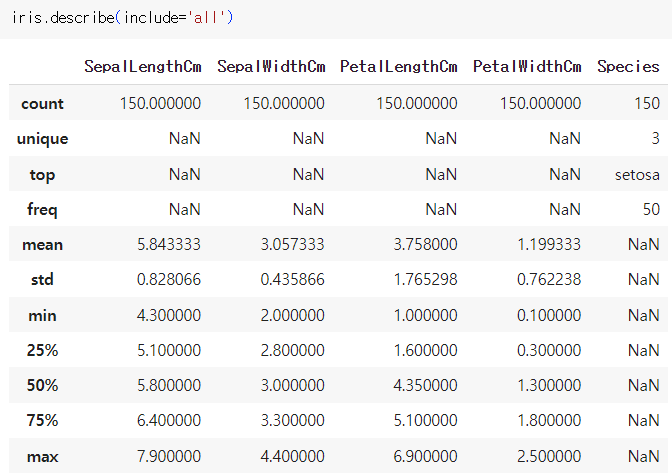 iris.describe(include='all')
SepalLengthCm SepalWidthCm PetalLengthCm PetalWidthCm Species
count 150.000000 150.000000 150.000000 150.000000 150
unique NaN NaN NaN NaN 3
top NaN NaN NaN NaN setosa
freq NaN NaN NaN NaN 50
mean 5.843333 3.057333 3.758000 1.199333 NaN
std 0.828066 0.435866 1.765298 0.762238 NaN
min 4.300000 2.000000 1.000000 0.100000 NaN
25% 5.100000 2.800000 1.600000 0.300000 NaN
50% 5.800000 3.000000 4.350000 1.300000 NaN
75% 6.400000 3.300000 5.100000 1.800000 NaN
max 7.900000 4.400000 6.900000 2.500000 NaN